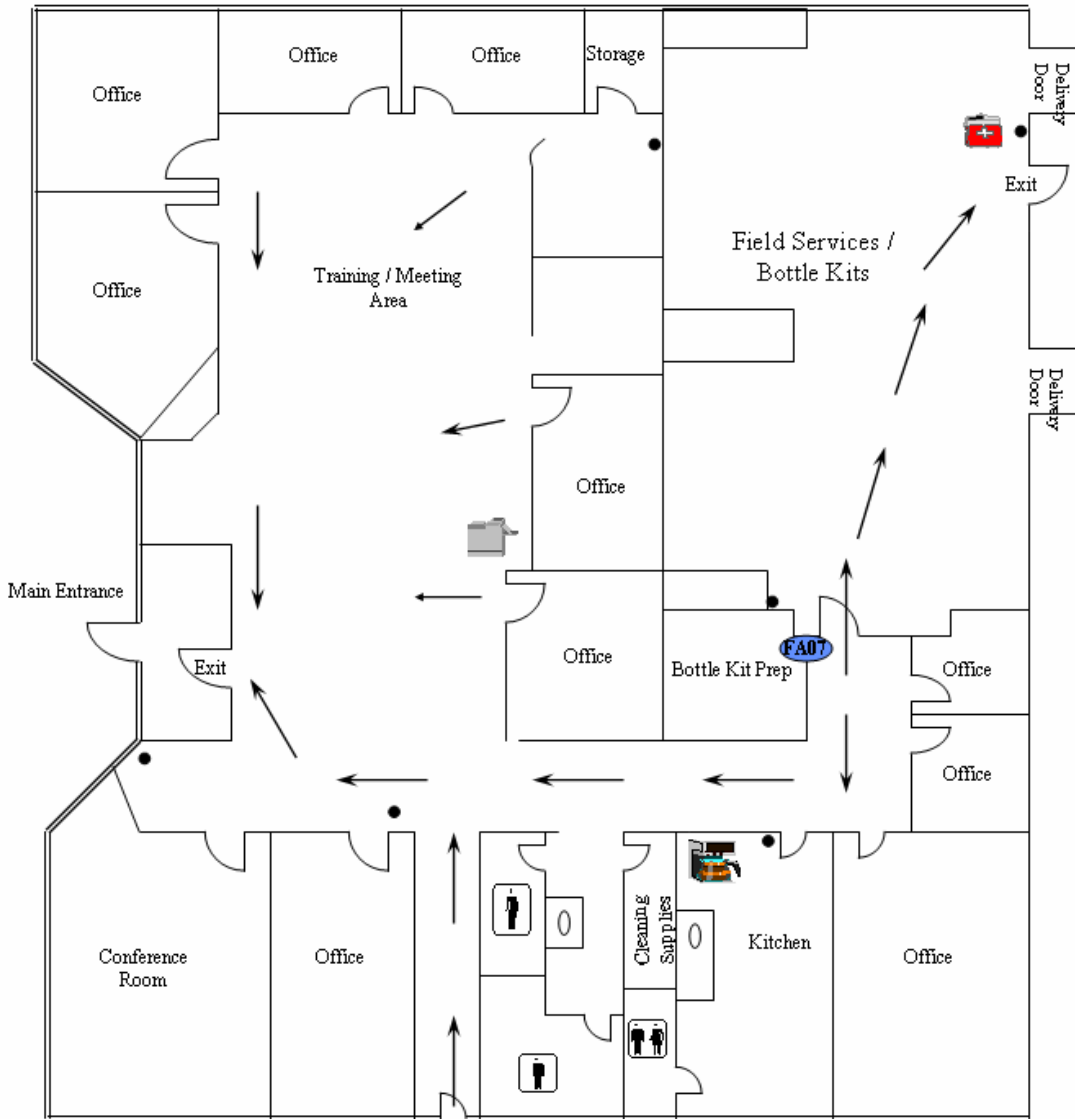 Office
Office
Storage
Office
Delivery
Door
Exit
Field Services /
Bottle Kits
Training / Meeting
Area
Office
Delivery
Door
Office
Main Entrance
Exit
Office
Bottle Kit Prep
FA07
Office
Office
Conference
Room
Office
Cleaning
Supplies
Kitchen
Office